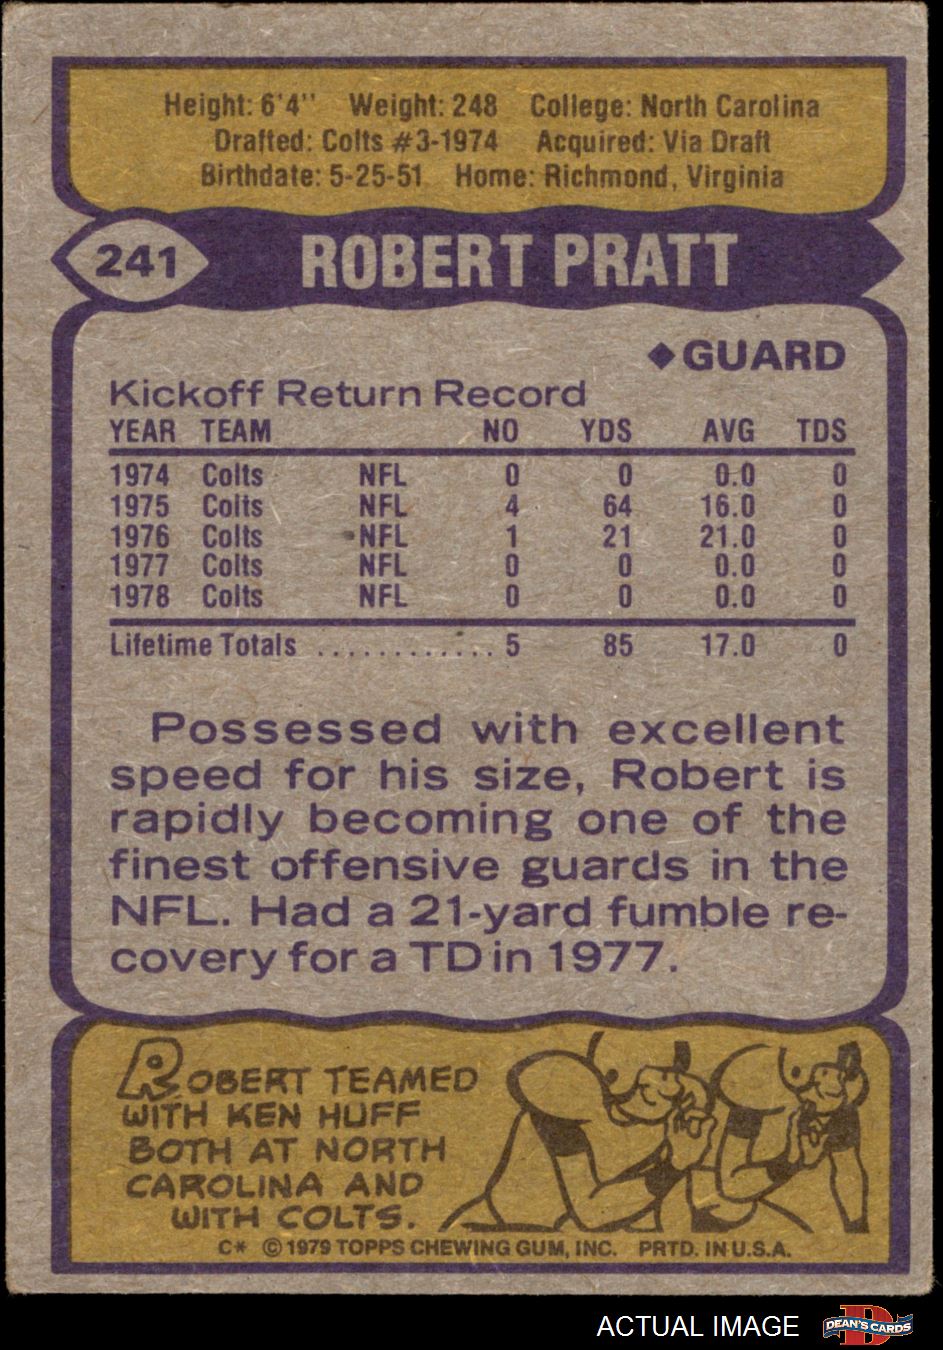 Height: 6'4" Weight: 248 College: North Carolina
Drafted: Colts #3-1974 Acquired: Via Draft
Birthdate: 5-25-51 Home: Richmond, Virginia
241 ROBERT PRATT
◆GUARD
Kickoff Return Record
YEAR TEAM NO YDS AVG TDS
1974 Colts NFL 0 0 0.0 0
1975 Colts NFL 4 64 16.0 0
1976 Colts NFL 1 21 21.0 0
1977 Colts NFL 0 0 0.0 0
1978 Colts NFL 0 0 0.0 0
Lifetime Totals ............ 5 85 17.0 0
Possessed with excellent
speed for his size, Robert is
rapidly becoming one of the
finest offensive guards in the
NFL. Had a 21-yard fumble re-
covery for a TD in 1977.
ROBERT TEAMED
WITH KEN HUFF
BOTH AT NORTH
CAROLINA AND
WITH COLTS.
C* © 1979 TOPPS CHEWING GUM, INC. PRTD. IN U.S.A.
ACTUAL IMAGE D DEAN'S CARDS